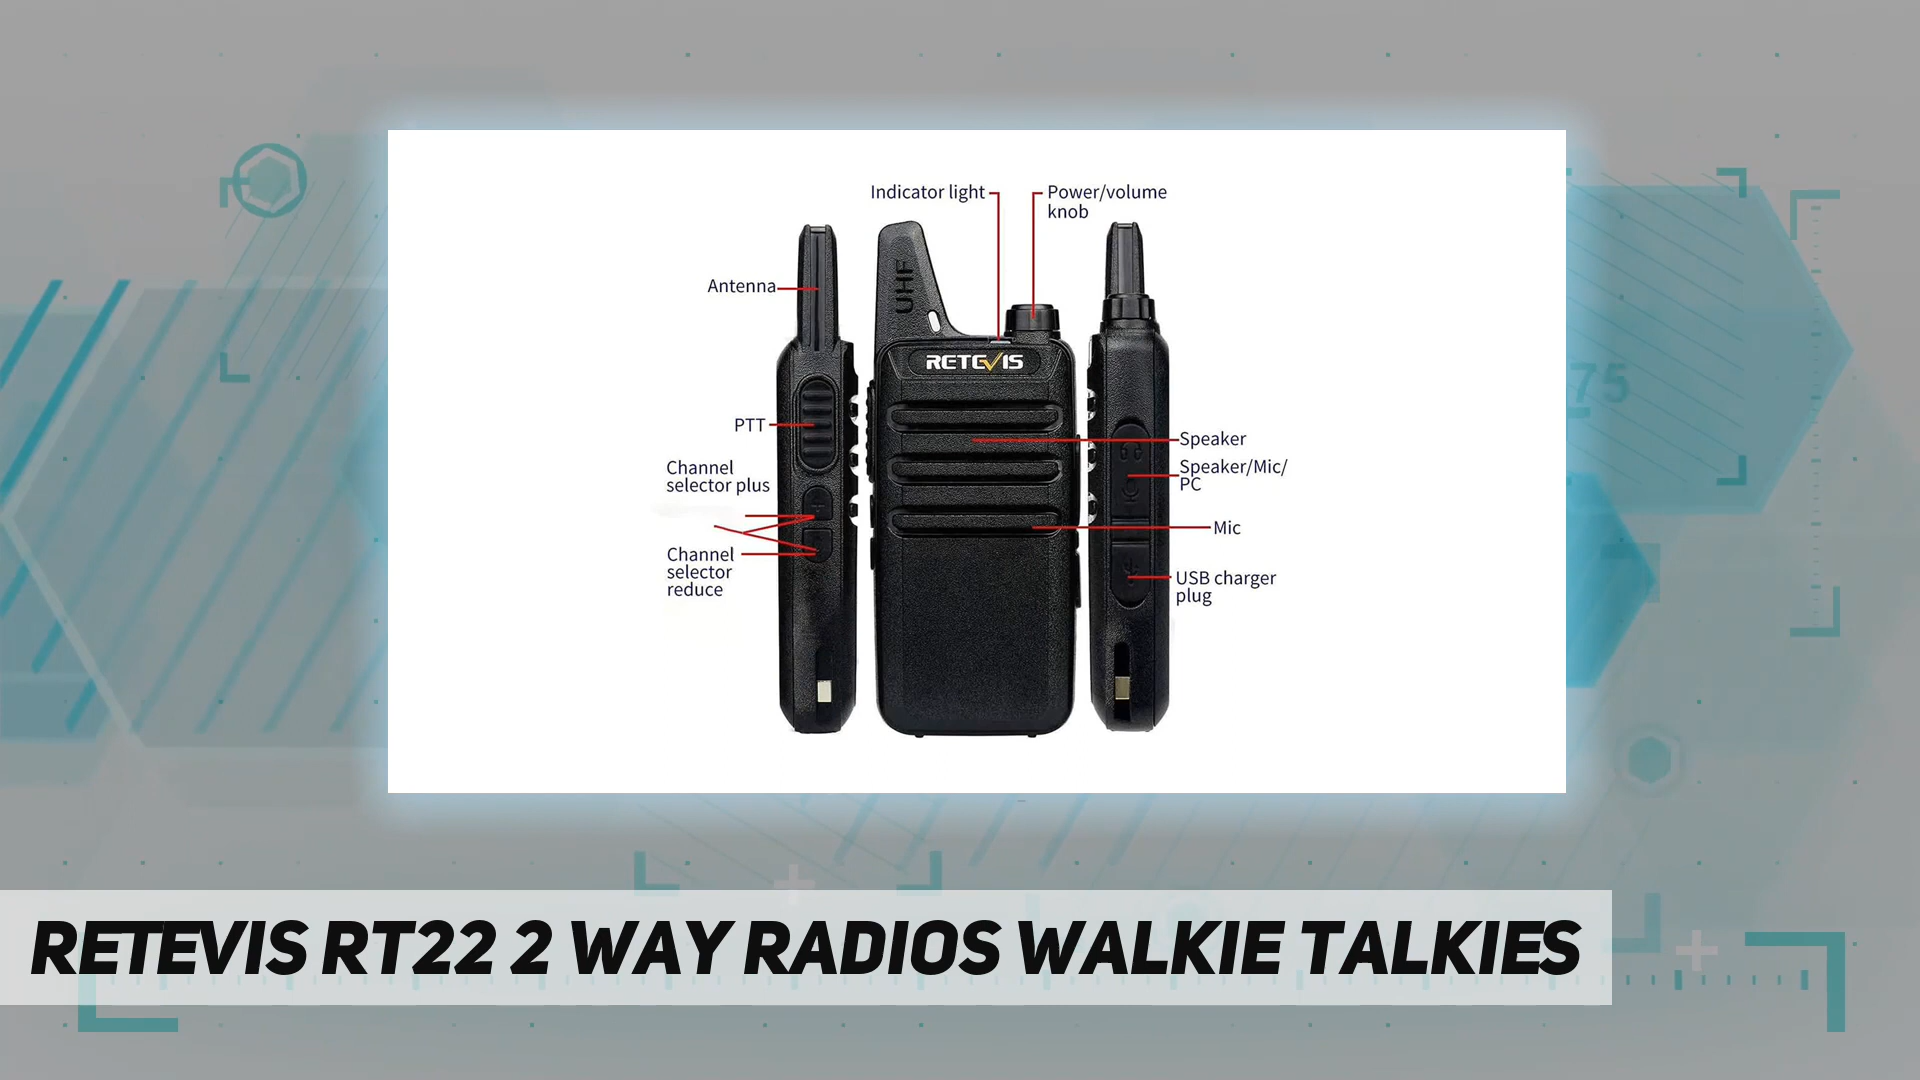 Indicator light
Power/volume
knob
Antenna
UHF
RETEVIS
PTT
Speaker
Channel
selector plus
Speaker/Mic/
PC
Mic
Channel
selector
reduce
USB charger
plug
75
RETEVIS RT22 2 WAY RADIOS WALKIE TALKIES